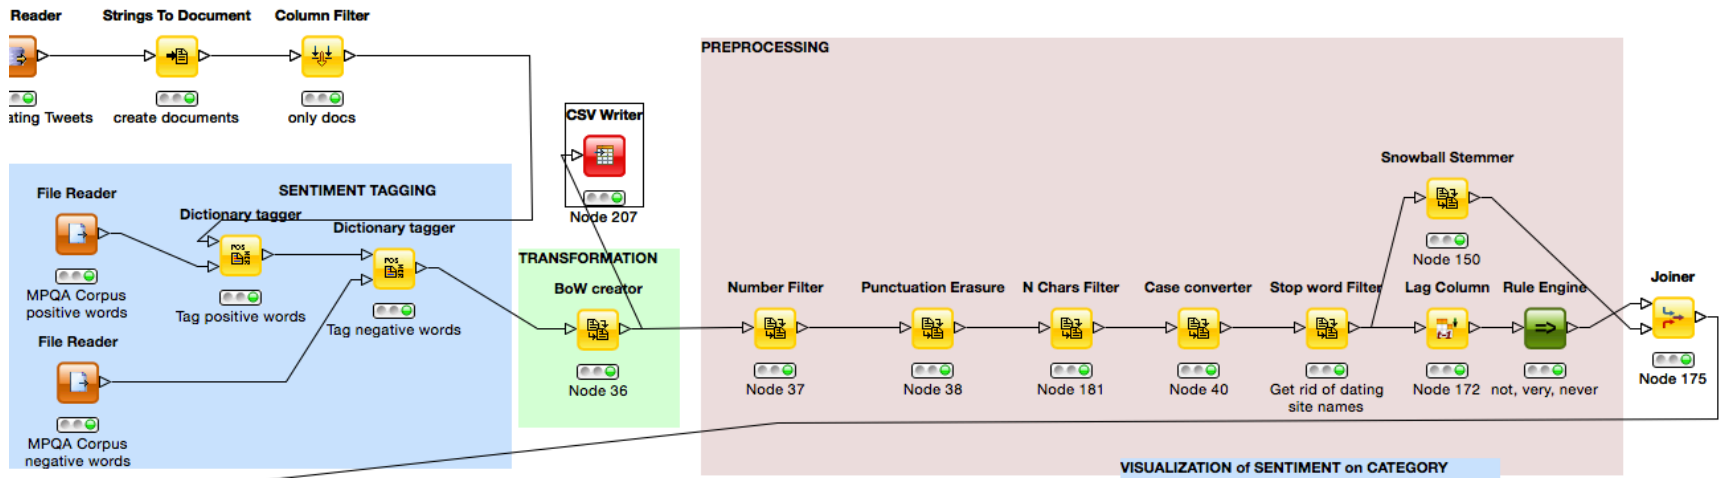 Reader
Strings To Document
Column Filter
ating Tweets
create documents
only docs
PREPROCESSING
CSV Writer
Node 207
SENTIMENT TAGGING
File Reader
MPQA Corpus
positive words
Dictionary tagger
Tag positive words
Dictionary tagger
Tag negative words
File Reader
MPQA Corpus
negative words
TRANSFORMATION
BoW creator
Node 36
Number Filter
Node 37
Punctuation Erasure
Node 38
N Chars Filter
Node 181
Case converter
Node 40
Stop word Filter
Get rid of dating
site names
Snowball Stemmer
Node 150
Lag Column
Node 172
Rule Engine
not, very, never
Joiner
Node 175
VISUALIZATION of SENTIMENT on CATEGORY